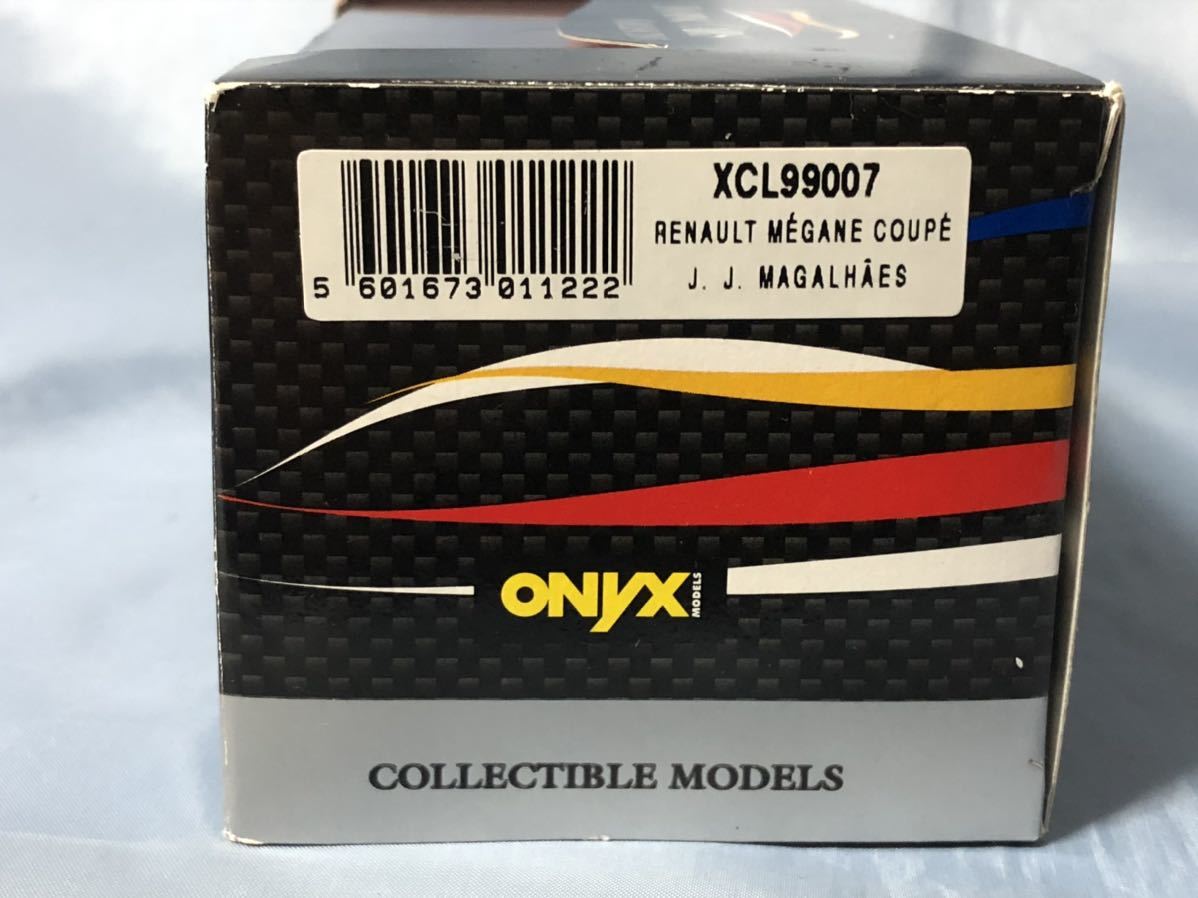 XCL99007
RENAULT MÉGANE COUPÉ
J. J. MAGALHÃES
5 601673 011222
ONYX MODELS
COLLECTIBLE MODELS